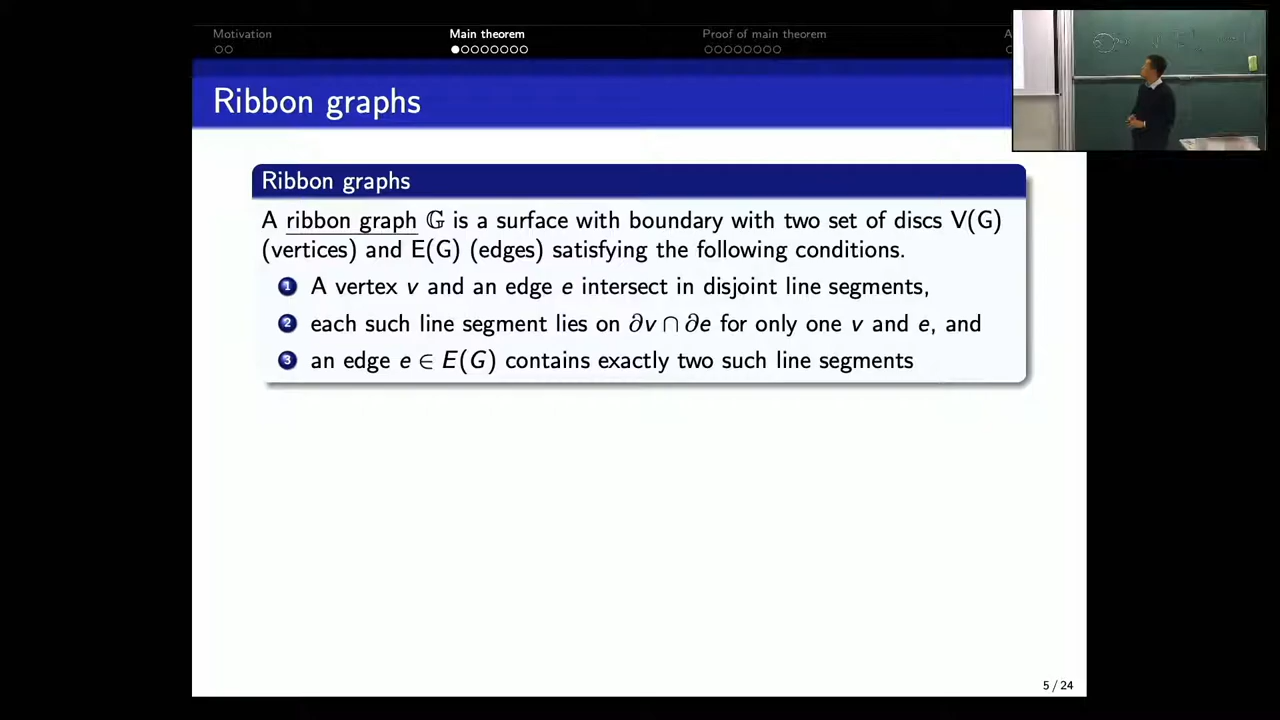 Motivation
Main theorem
Proof of main theorem
A
Ribbon graphs
Ribbon graphs
A ribbon graph 𝔾 is a surface with boundary with two set of discs V(G)
(vertices) and E(G) (edges) satisfying the following conditions.
1 A vertex v and an edge e intersect in disjoint line segments,
2 each such line segment lies on ∂v ∩ ∂e for only one v and e, and
3 an edge e ∈ E(G) contains exactly two such line segments
5 / 24